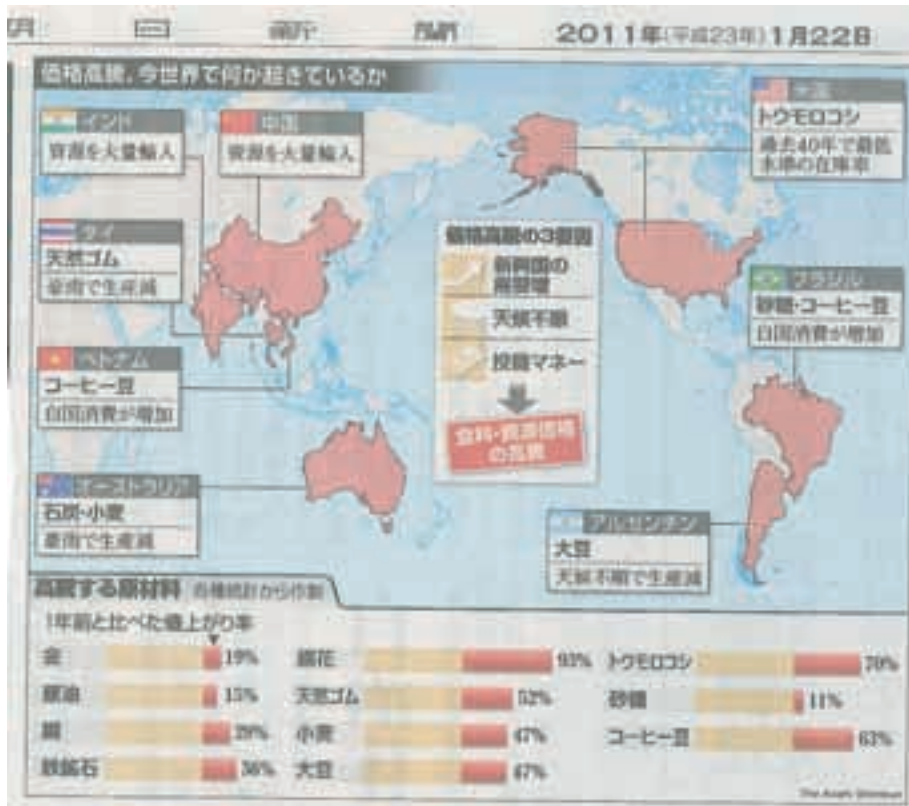 新聞
2011年(平成23年)1月22日
価格高騰、今世界で何が起きているか
インド
資源を大量輸入
中国
資源を大量輸入
米国
トウモロコシ
過去40年で最低
水準の在庫率
タイ
天然ゴム
豪雨で生産減
価格高騰の3要因
新興国の
需要増
天候不順
投機マネー
食料・資源価格
の高騰
ブラジル
砂糖・コーヒー豆
自国消費が増加
ベトナム
コーヒー豆
自国消費が増加
オーストラリア
石炭・小麦
豪雨で生産減
アルゼンチン
大豆
天候不順で生産減
高騰する原材料 各種統計から作製
1年前と比べた値上がり率
金 19%
原油 15%
銅
鉄鉱石 36%
綿花 93%
天然ゴム 52%
小麦 47%
大豆 47%
トウモロコシ 70%
砂糖 11%
コーヒー豆 63%
The Asahi Shimbun